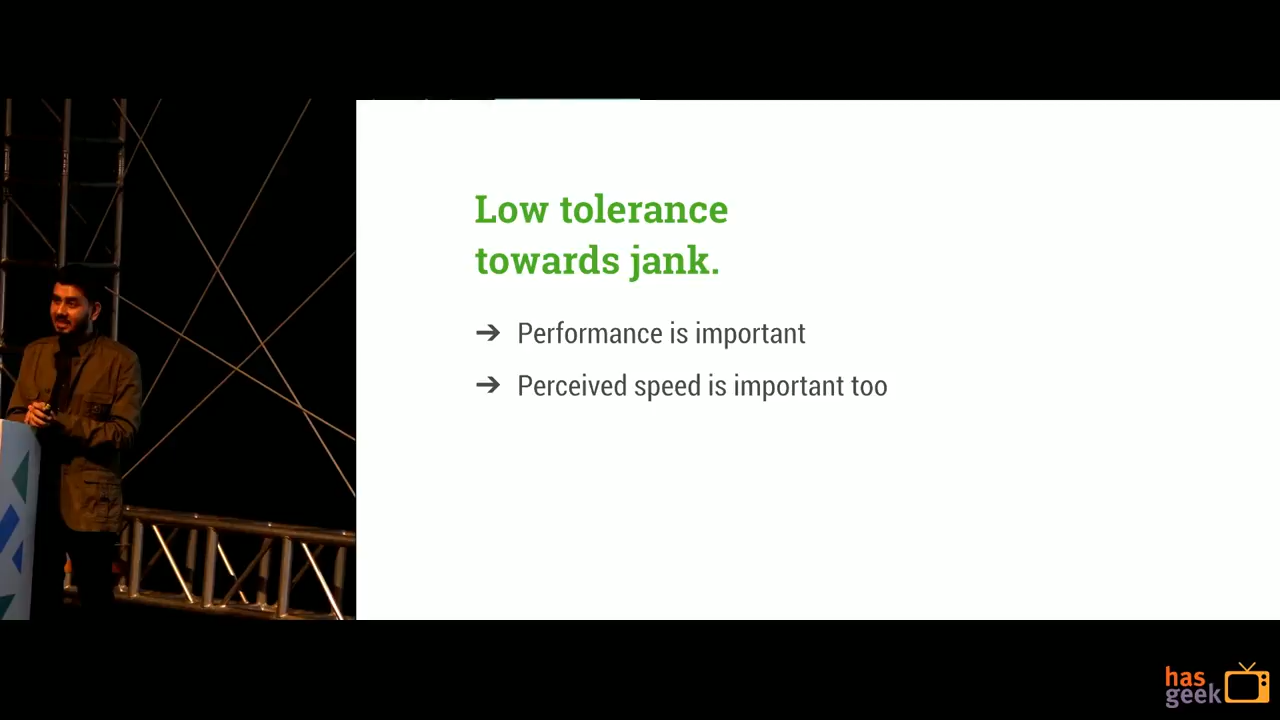 Low tolerance
towards jank.
➔ Performance is important
➔ Perceived speed is important too
has
geek